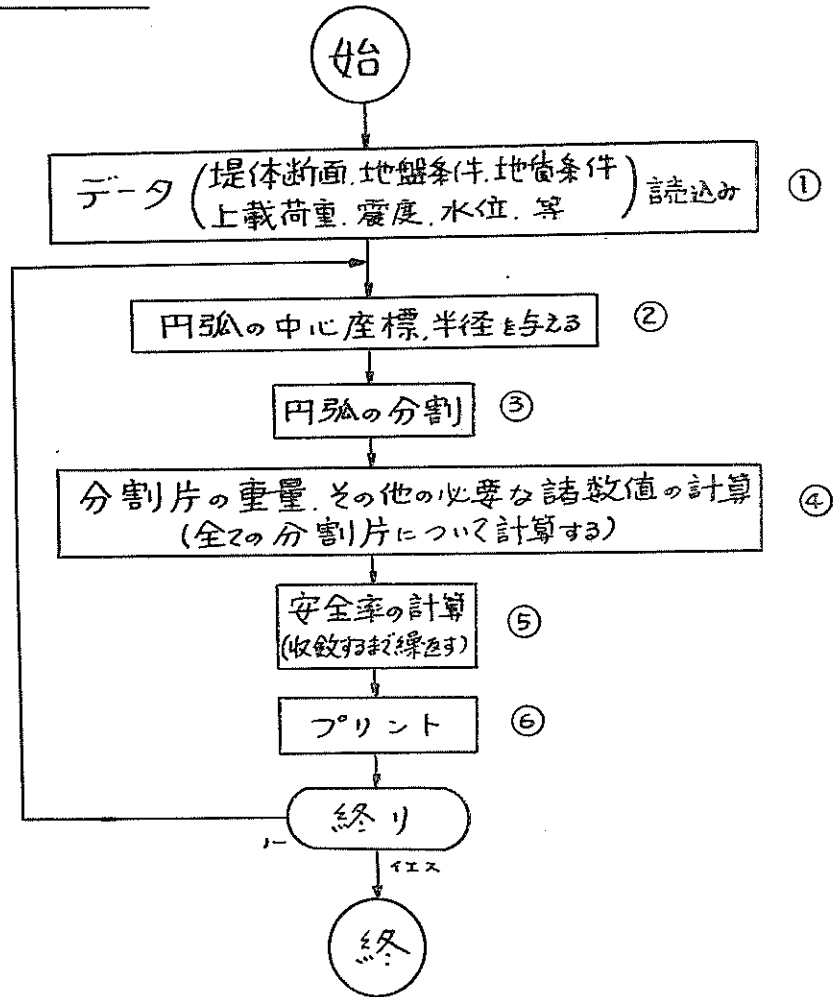 始
データ (堤体断面.地盤条件.地質条件
上載荷重.震度.水位.等) 読込み ①
円弧の中心座標,半径を与える ②
円弧の分割 ③
分割片の重量.その他の必要な諸数値の計算 ④
(全ての分割片について計算する)
安全率の計算 ⑤
(収斂するまで繰返す)
プリント ⑥
終り
ノー
イエス
終